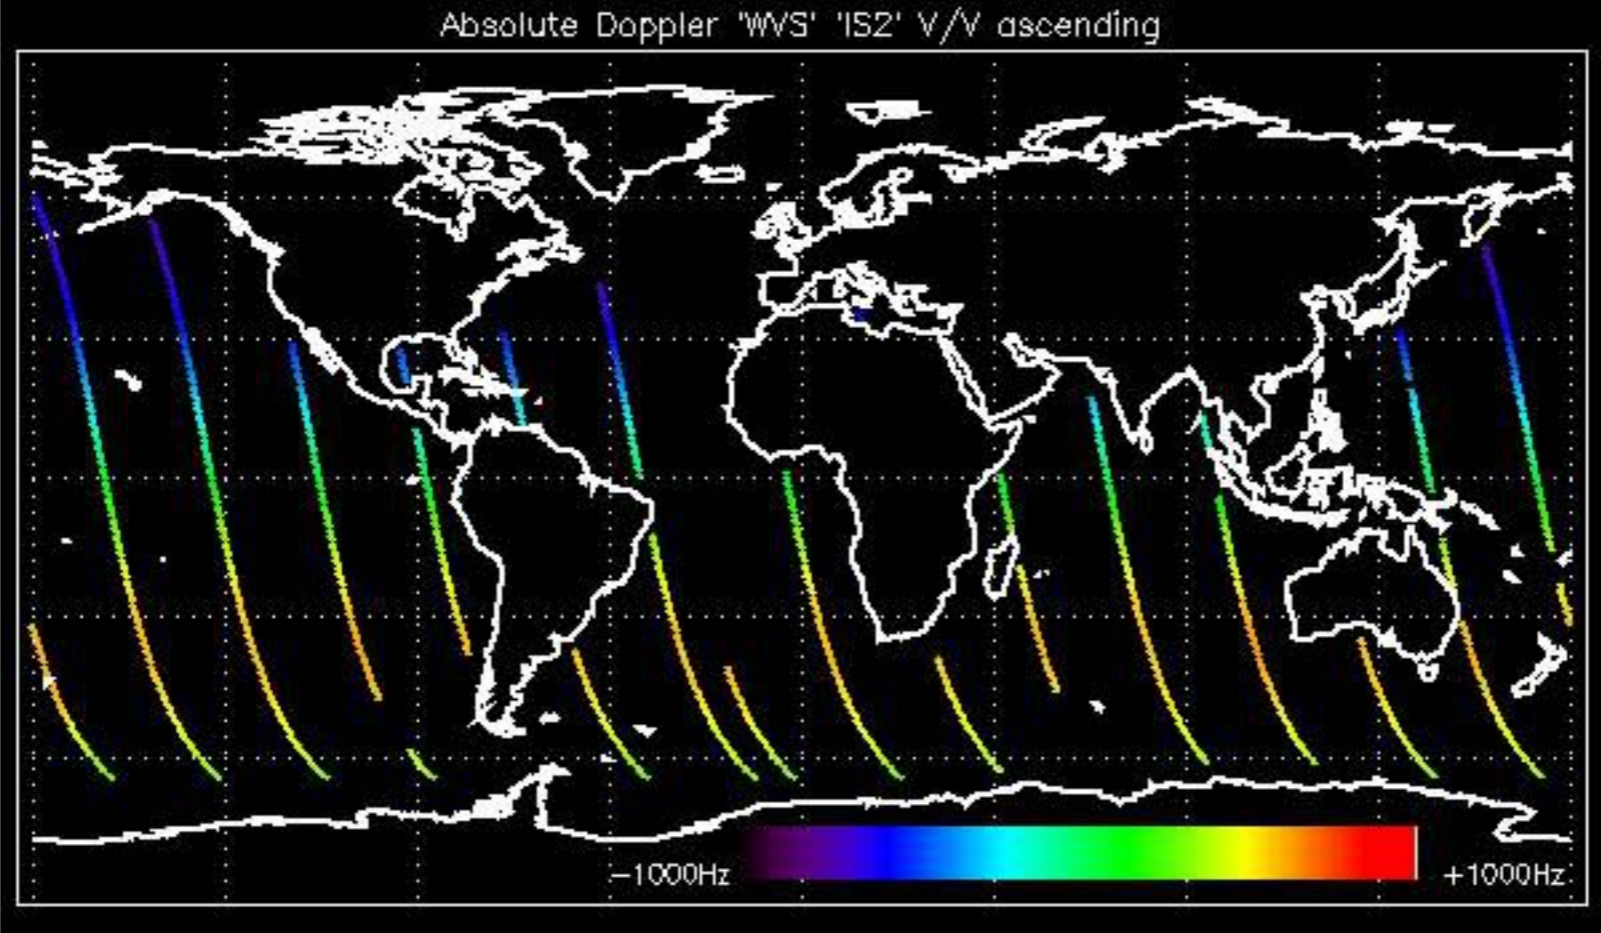 Absolute Doppler 'WVS' 'IS2' V/V ascending
-1000Hz +1000Hz